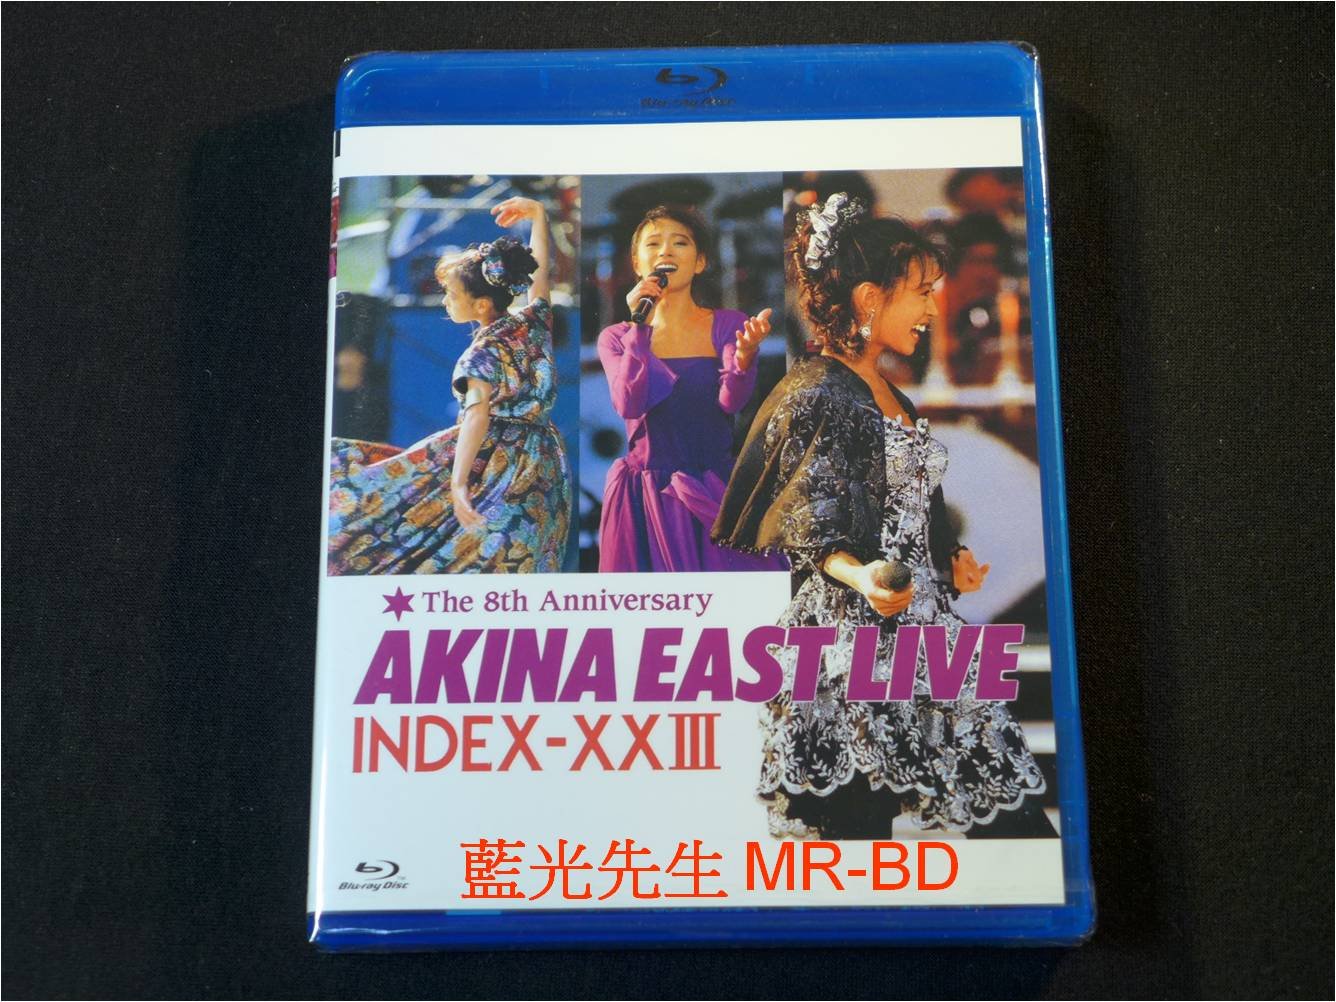 Blu-ray Disc
★ The 8th Anniversary
AKINA EAST LIVE
INDEX-XXIII
藍光先生 MR-BD
Blu-ray Disc™